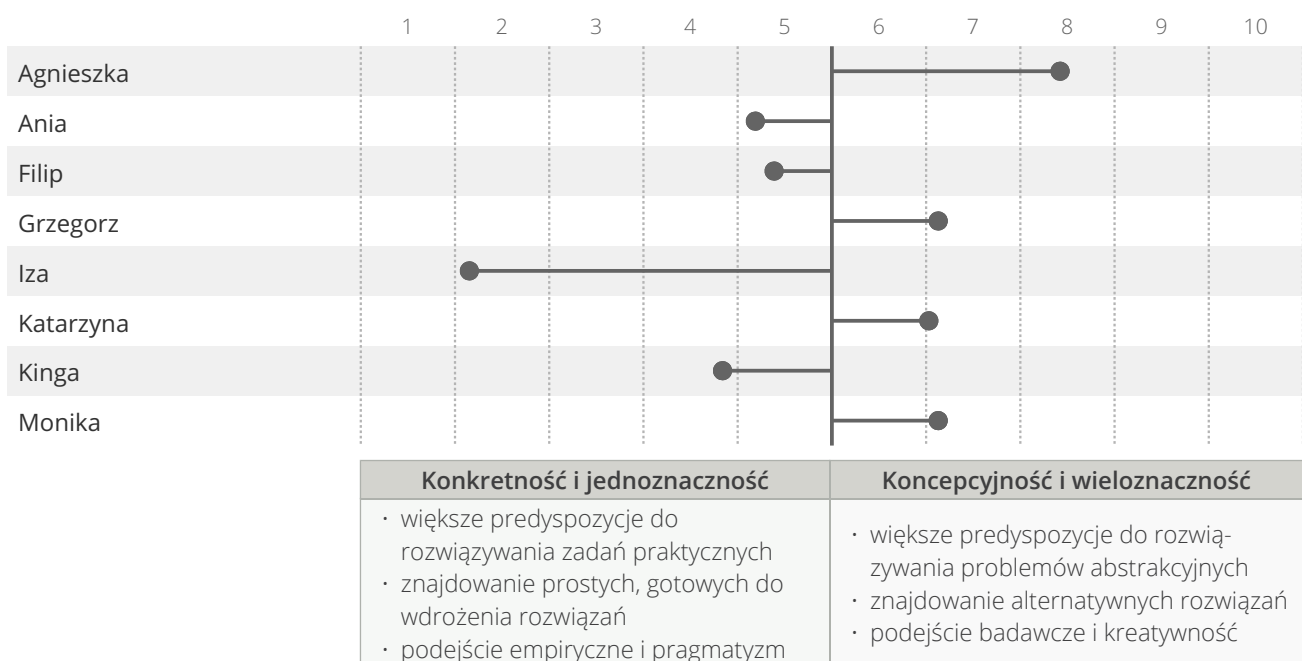 1 2 3 4 5 6 7 8 9 10
Agnieszka
Ania
Filip
Grzegorz
Iza
Katarzyna
Kinga
Monika
Konkretność i jednoznaczność
· większe predyspozycje do
rozwiązywania zadań praktycznych
· znajdowanie prostych, gotowych do
wdrożenia rozwiązań
· podejście empiryczne i pragmatyzm
Koncepcyjność i wieloznaczność
· większe predyspozycje do rozwią-
zywania problemów abstrakcyjnych
· znajdowanie alternatywnych rozwiązań
· podejście badawcze i kreatywność